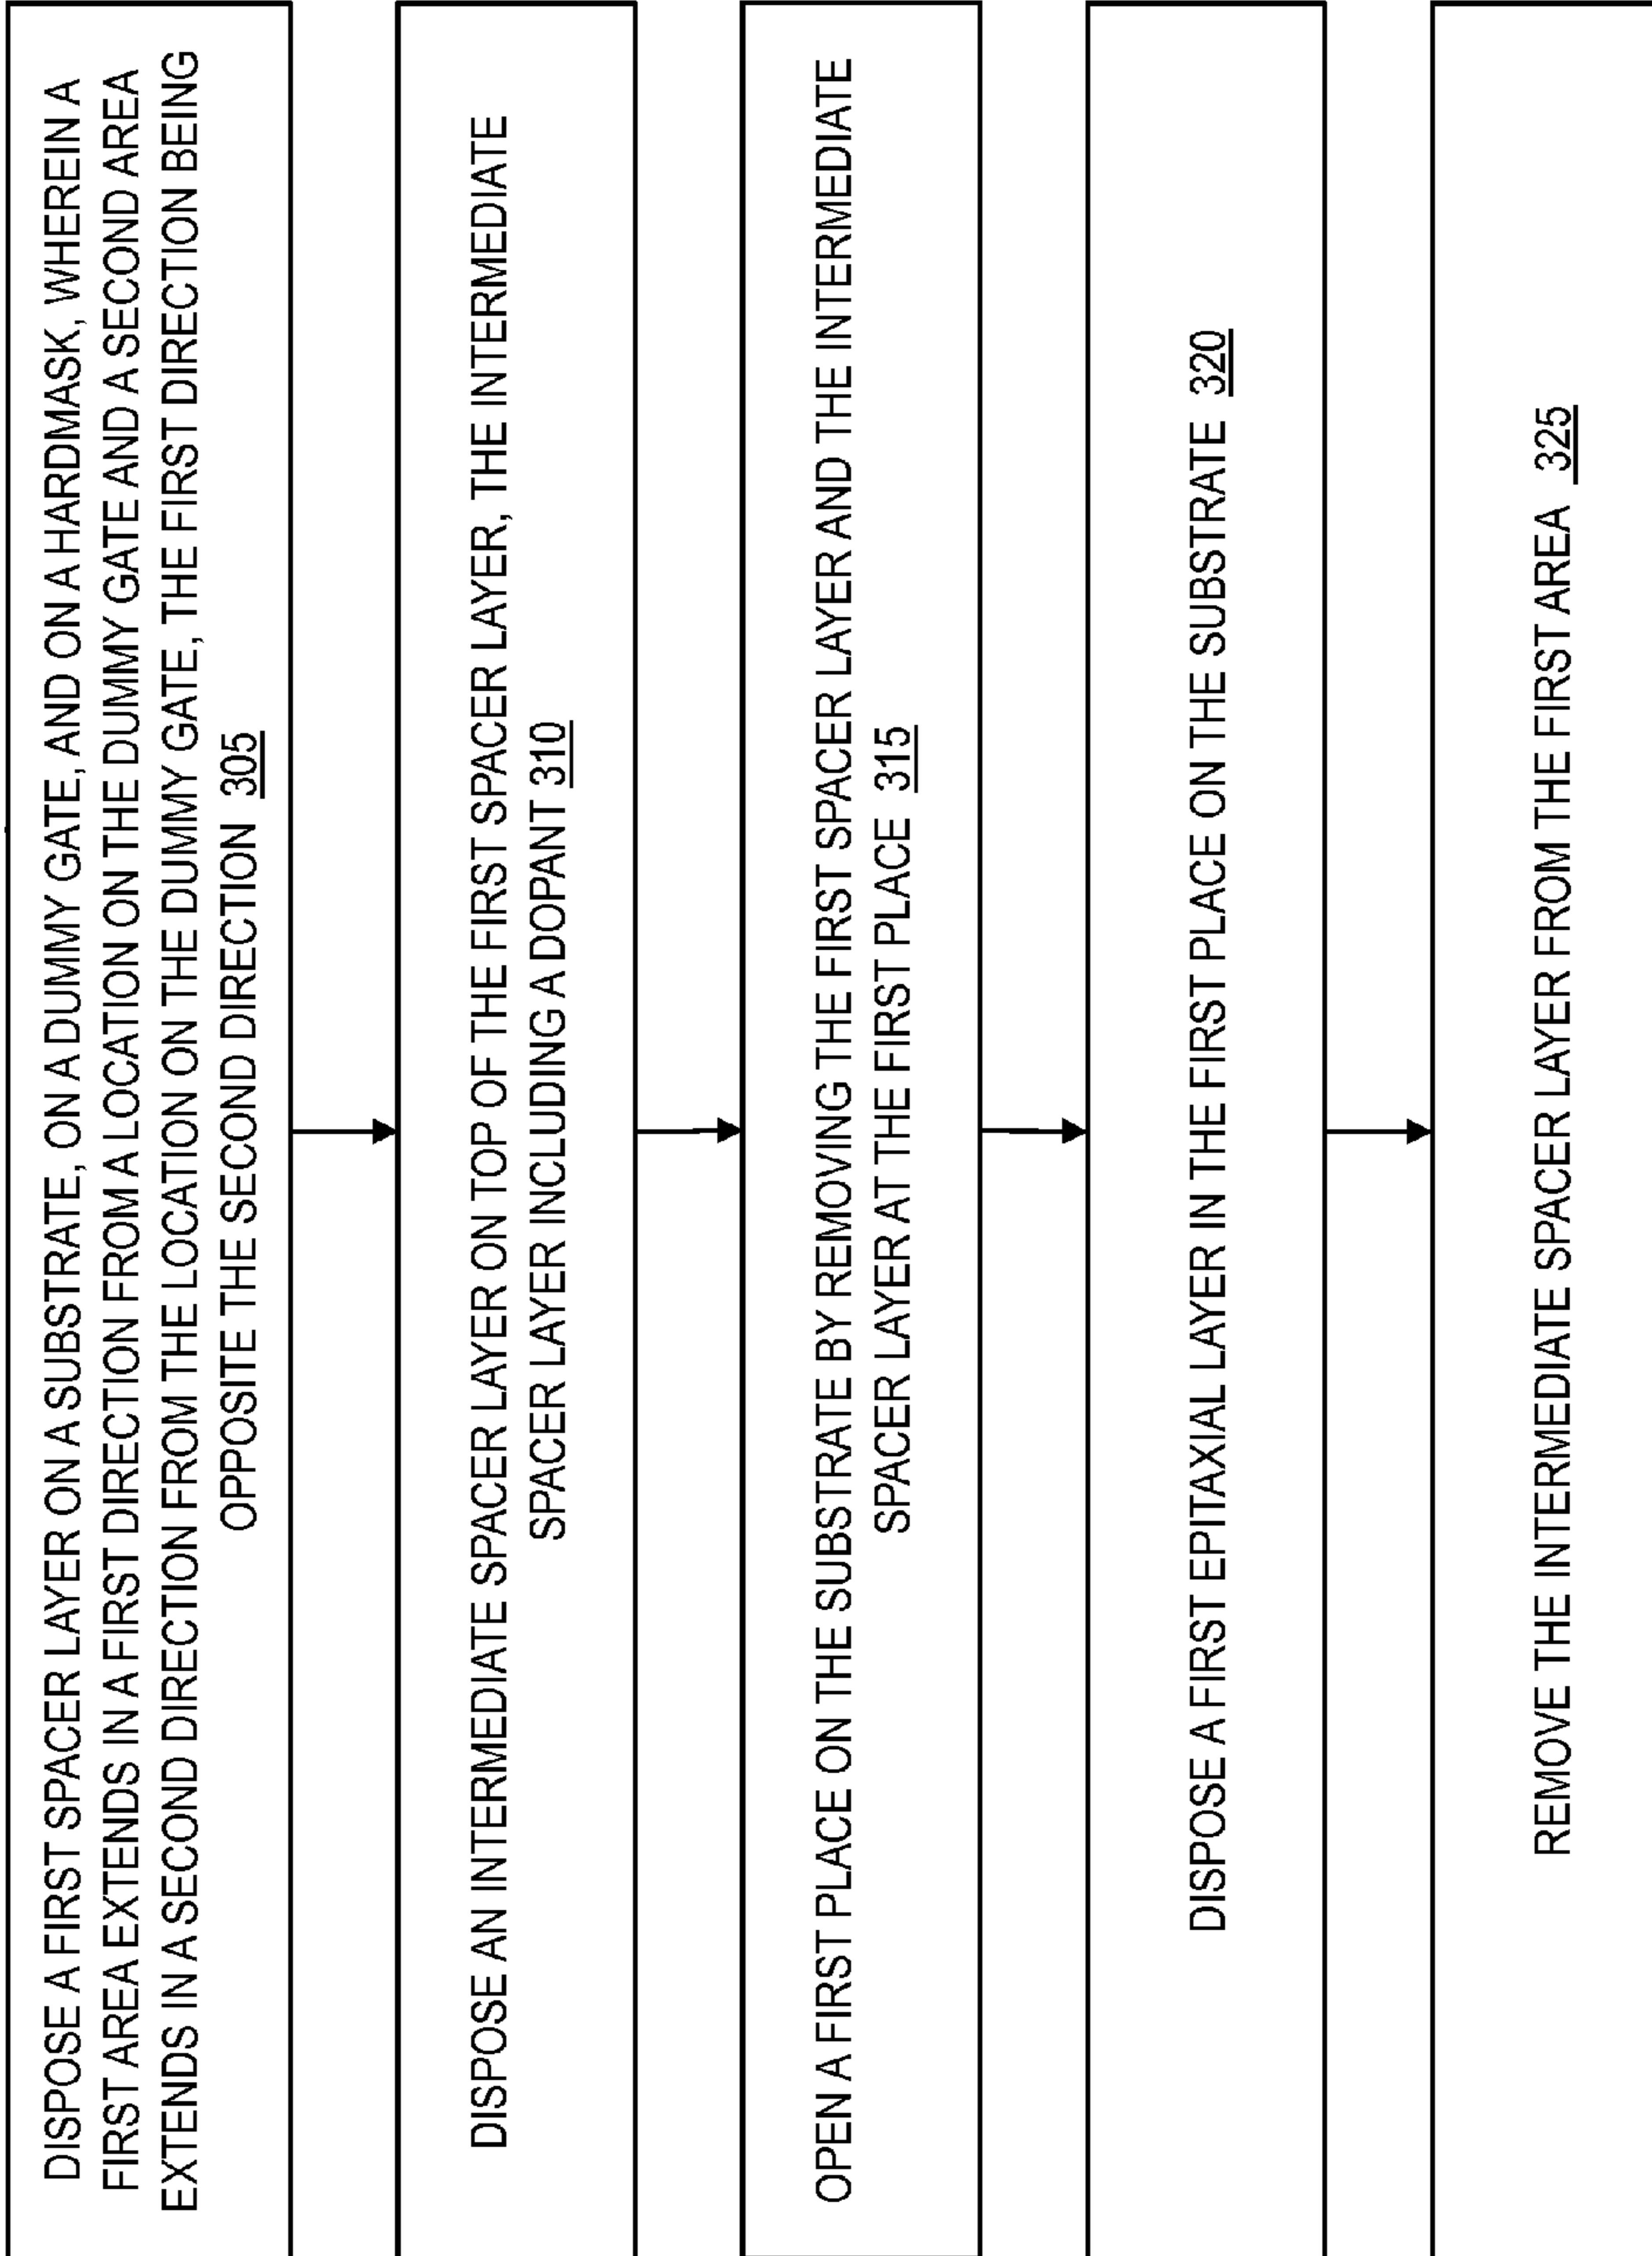 DISPOSE A FIRST SPACER LAYER ON A SUBSTRATE, ON A DUMMY GATE, AND ON A HARDMASK, WHEREIN A
FIRST AREA EXTENDS IN A FIRST DIRECTION FROM A LOCATION ON THE DUMMY GATE AND A SECOND AREA
EXTENDS IN A SECOND DIRECTION FROM THE LOCATION ON THE DUMMY GATE, THE FIRST DIRECTION BEING
OPPOSITE THE SECOND DIRECTION 305
DISPOSE AN INTERMEDIATE SPACER LAYER ON TOP OF THE FIRST SPACER LAYER, THE INTERMEDIATE
SPACER LAYER INCLUDING A DOPANT 310
OPEN A FIRST PLACE ON THE SUBSTRATE BY REMOVING THE FIRST SPACER LAYER AND THE INTERMEDIATE
SPACER LAYER AT THE FIRST PLACE 315
DISPOSE A FIRST EPITAXIAL LAYER IN THE FIRST PLACE ON THE SUBSTRATE 320
REMOVE THE INTERMEDIATE SPACER LAYER FROM THE FIRST AREA 325